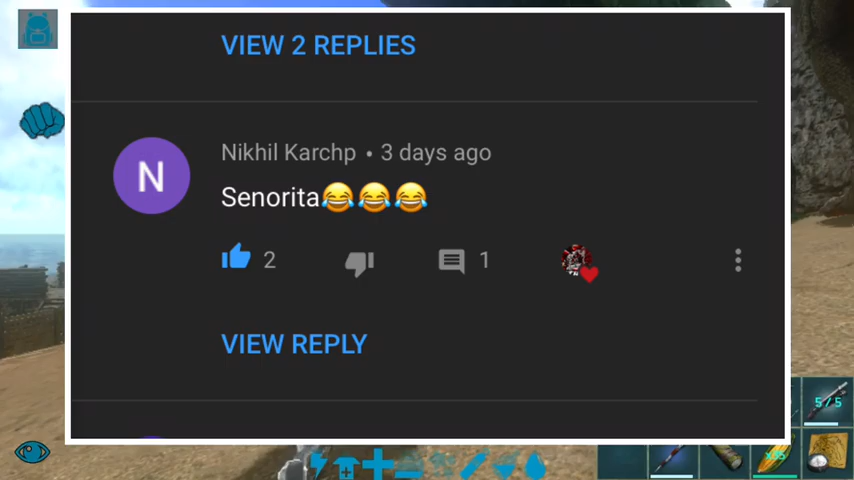 VIEW 2 REPLIES
Nikhil Karchp • 3 days ago
Senorita😂😂😂
2 1
VIEW REPLY
5/5